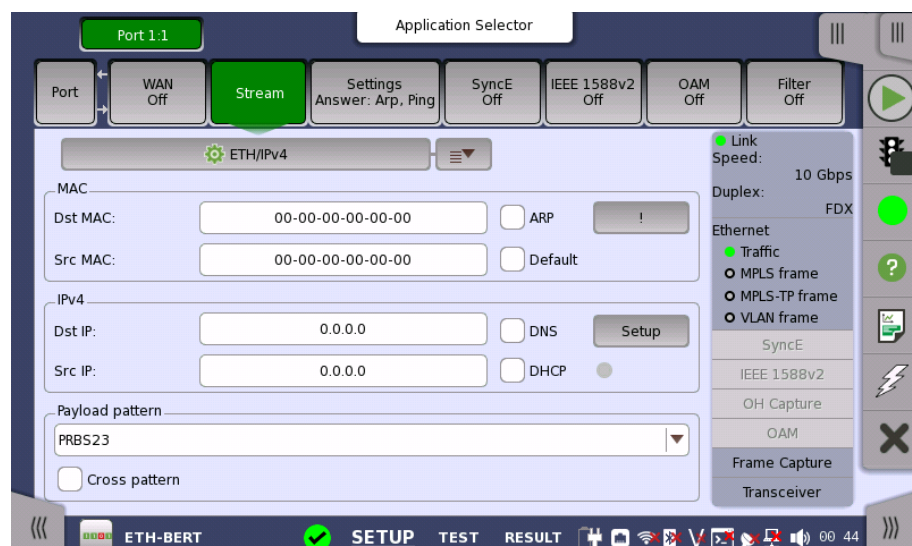 Application Selector
Port 1:1
Port
WAN
Off
Stream
Settings
Answer: Arp, Ping
SyncE
Off
IEEE 1588v2
Off
OAM
Off
Filter
Off
ETH/IPv4
MAC
Dst MAC:
00-00-00-00-00-00
ARP
!
Src MAC:
00-00-00-00-00-00
Default
IPv4
Dst IP:
0.0.0.0
DNS
Setup
Src IP:
0.0.0.0
DHCP
Payload pattern
PRBS23
Cross pattern
Link
Speed:
10 Gbps
Duplex:
FDX
Ethernet
Traffic
MPLS frame
MPLS-TP frame
VLAN frame
SyncE
IEEE 1588v2
OH Capture
OAM
Frame Capture
Transceiver
?
ETH-BERT
SETUP
TEST
RESULT
00 44